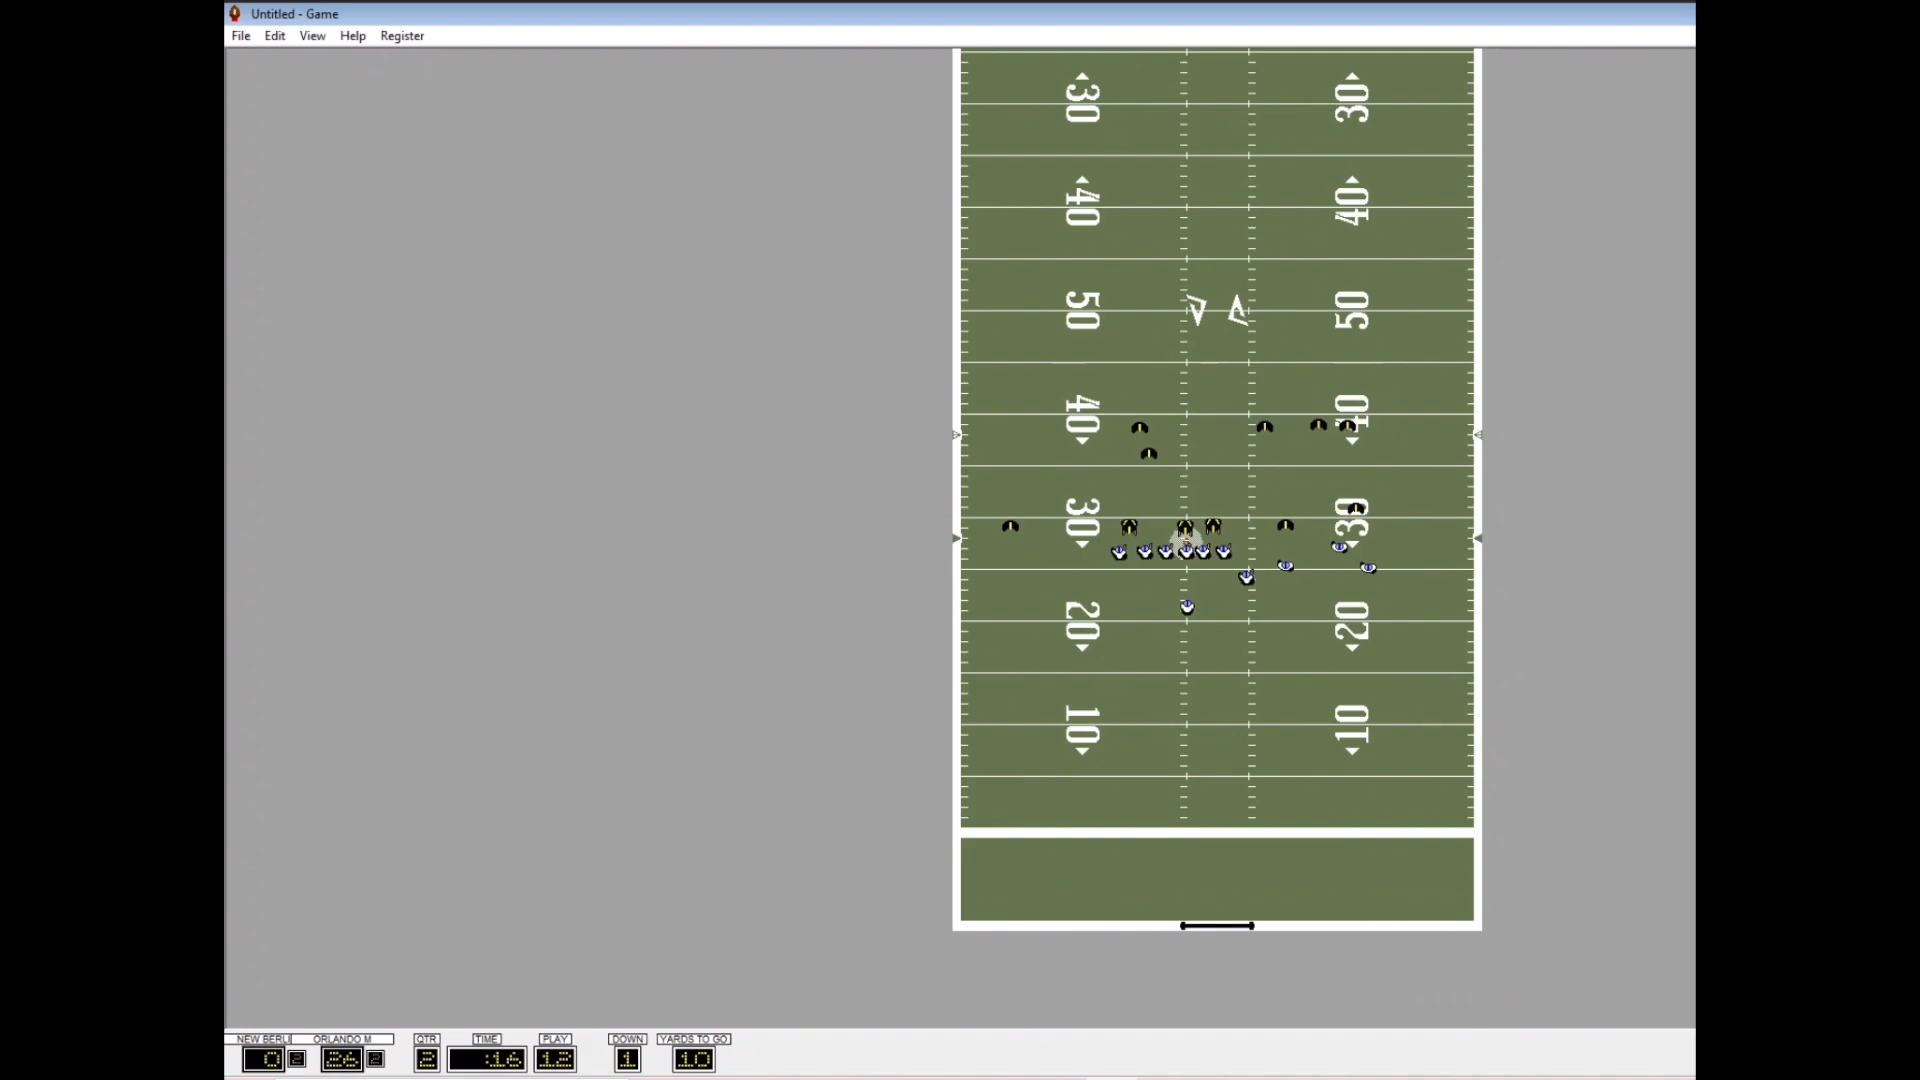 Untitled - Game
File Edit View Help Register
30 30
40 40
50 50
40 40
30 30
20 20
10 10
NEW BERLI ORLANDO M QTR TIME PLAY DOWN YARDS TO GO
0 2 26 2 2 :16 12 1 10